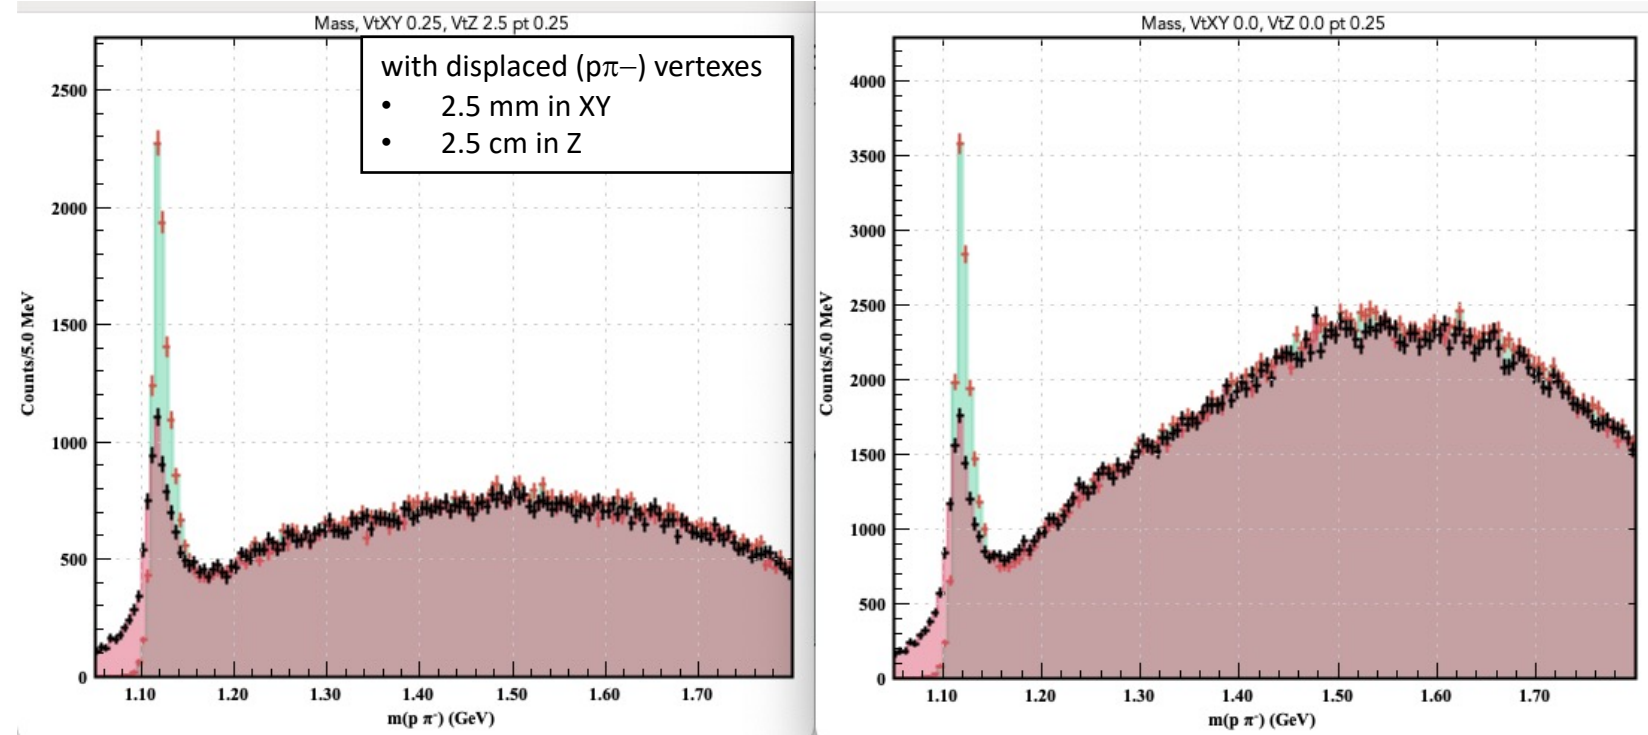 Mass, VtXY 0.25, VtZ 2.5 pt 0.25
with displaced (pπ−) vertexes
• 2.5 mm in XY
• 2.5 cm in Z
2500
2000
1500
1000
500
0
Counts/5.0 MeV
1.10 1.20 1.30 1.40 1.50 1.60 1.70
m(p π-) (GeV)
Mass, VtXY 0.0, VtZ 0.0 pt 0.25
4000
3500
3000
2500
2000
1500
1000
500
0
Counts/5.0 MeV
1.10 1.20 1.30 1.40 1.50 1.60 1.70
m(p π-) (GeV)